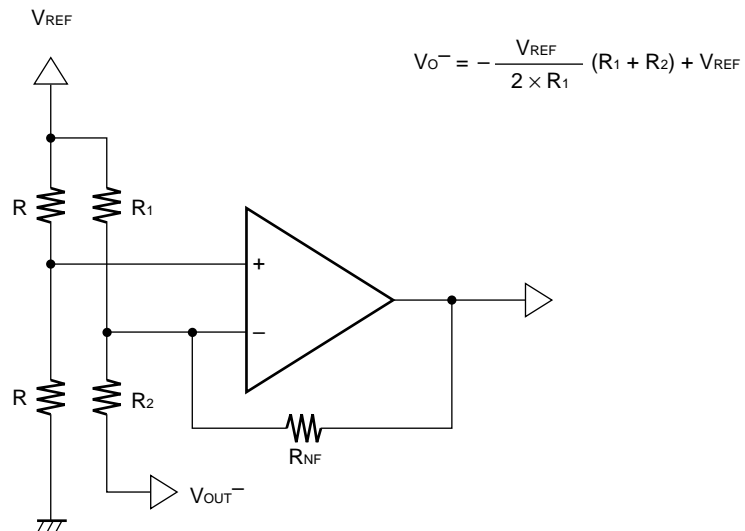 VREF
VO− = − VREF / 2 × R1 (R1 + R2) + VREF
R
R1
+
−
R
R2
RNF
VOUT−